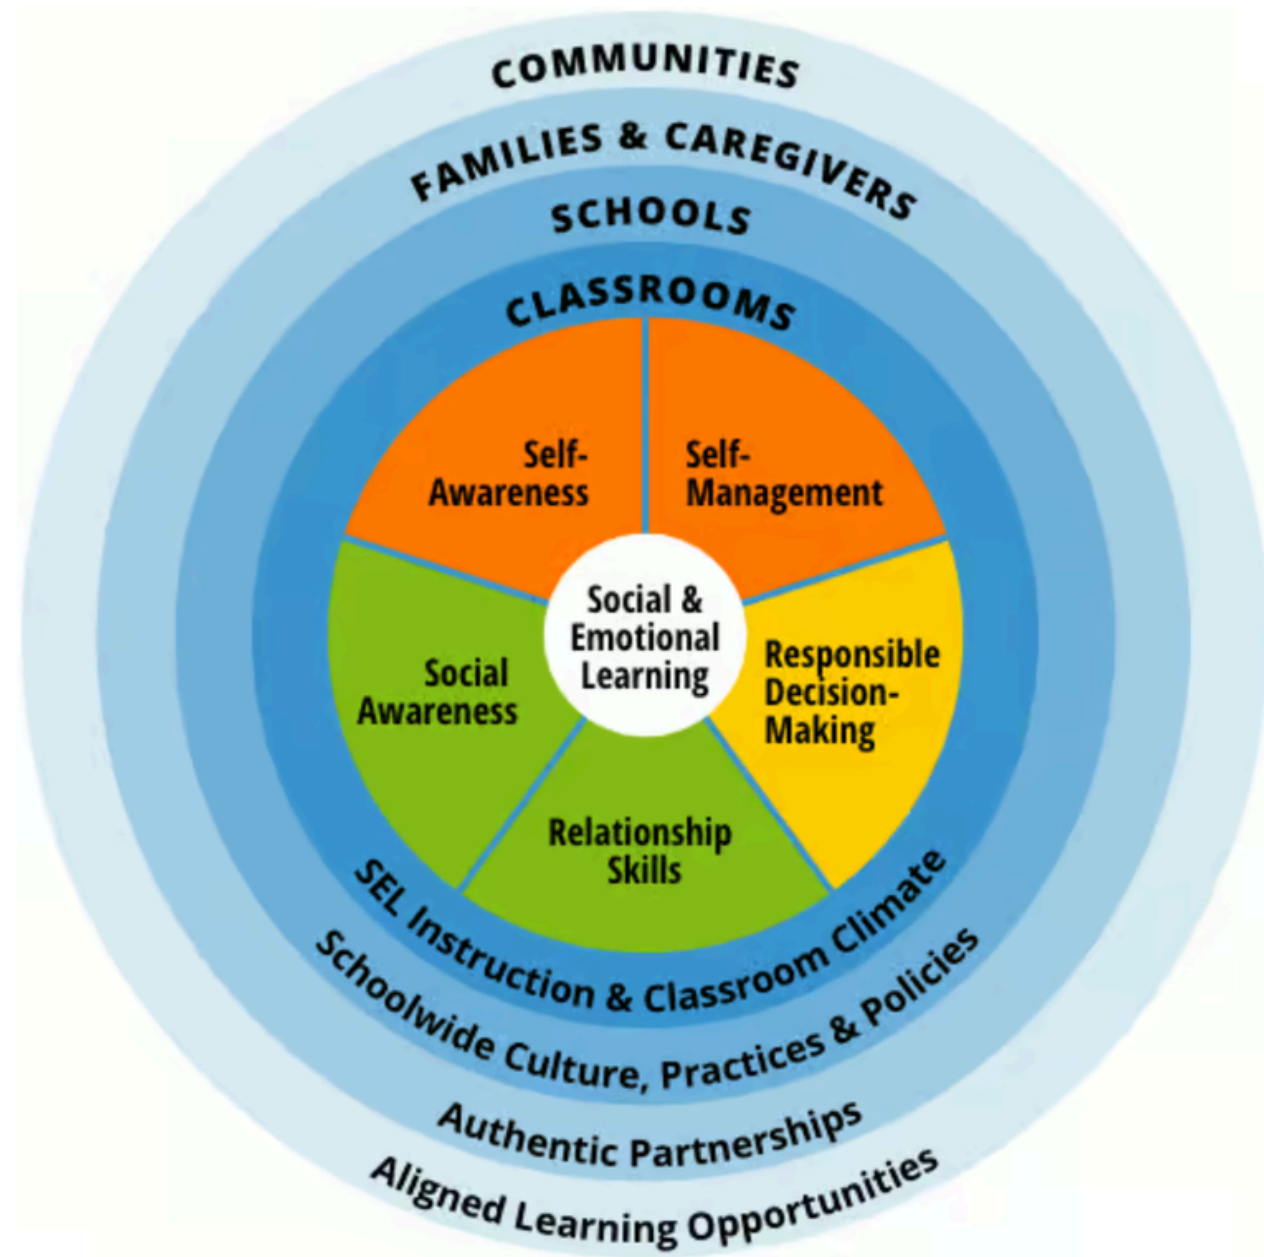 COMMUNITIES
FAMILIES & CAREGIVERS
SCHOOLS
CLASSROOMS
Self-
Awareness
Self-
Management
Social &
Emotional
Learning
Social
Awareness
Responsible
Decision-
Making
Relationship
Skills
SEL Instruction & Classroom Climate
Schoolwide Culture, Practices & Policies
Authentic Partnerships
Aligned Learning Opportunities